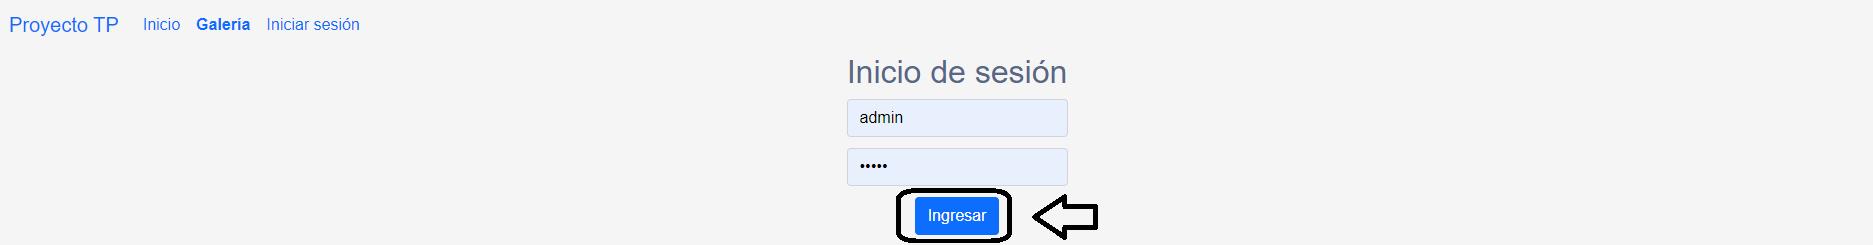 Proyecto TP Inicio Galería Iniciar sesión
Inicio de sesión
admin
•••••
Ingresar